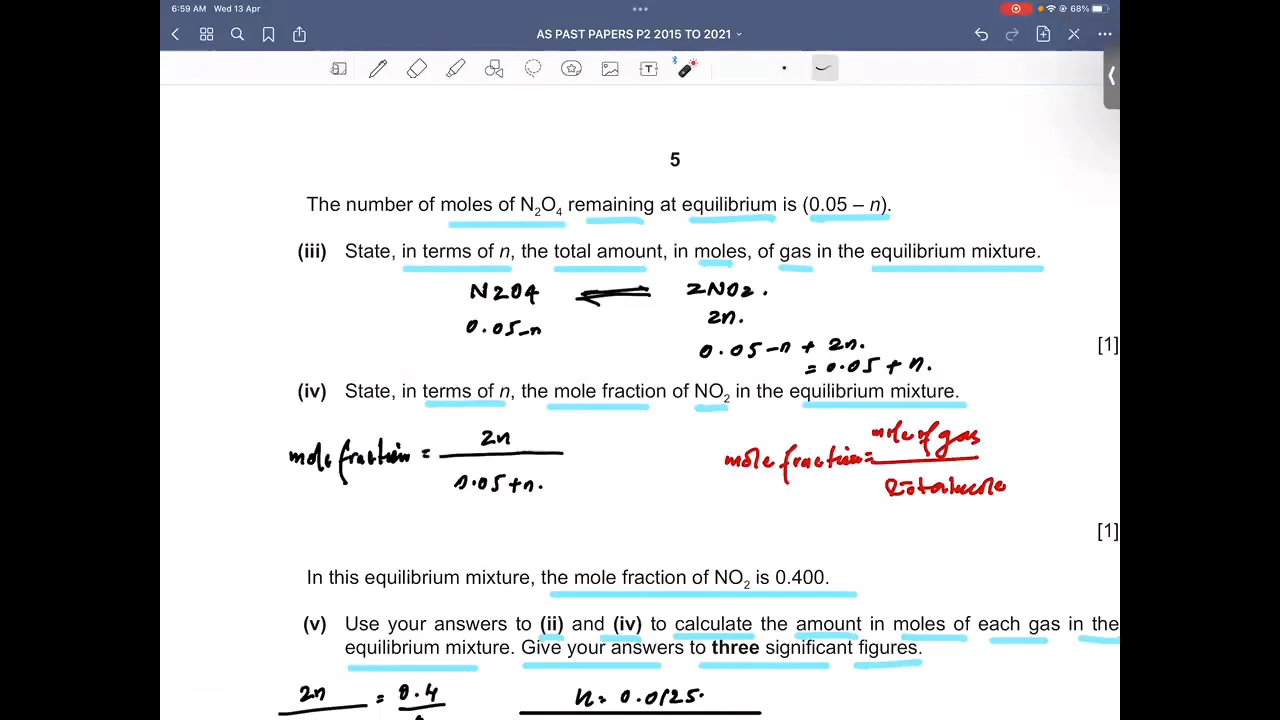 6:59 AM Wed 13 Apr
68%
AS PAST PAPERS P2 2015 TO 2021
T
5
The number of moles of N₂O₄ remaining at equilibrium is (0.05 – n).
(iii) State, in terms of n, the total amount, in moles, of gas in the equilibrium mixture.
N2O4 ⇌ 2NO2.
0.05-n 2n.
0.05-n + 2n.
= 0.05 + n.
[1]
(iv) State, in terms of n, the mole fraction of NO₂ in the equilibrium mixture.
mole fraction = 2n / 0.05+n.
mole fraction = mole of gas / Total mole
[1]
In this equilibrium mixture, the mole fraction of NO₂ is 0.400.
(v) Use your answers to (ii) and (iv) to calculate the amount in moles of each gas in the
equilibrium mixture. Give your answers to three significant figures.
2n = 0.4
n = 0.0125.